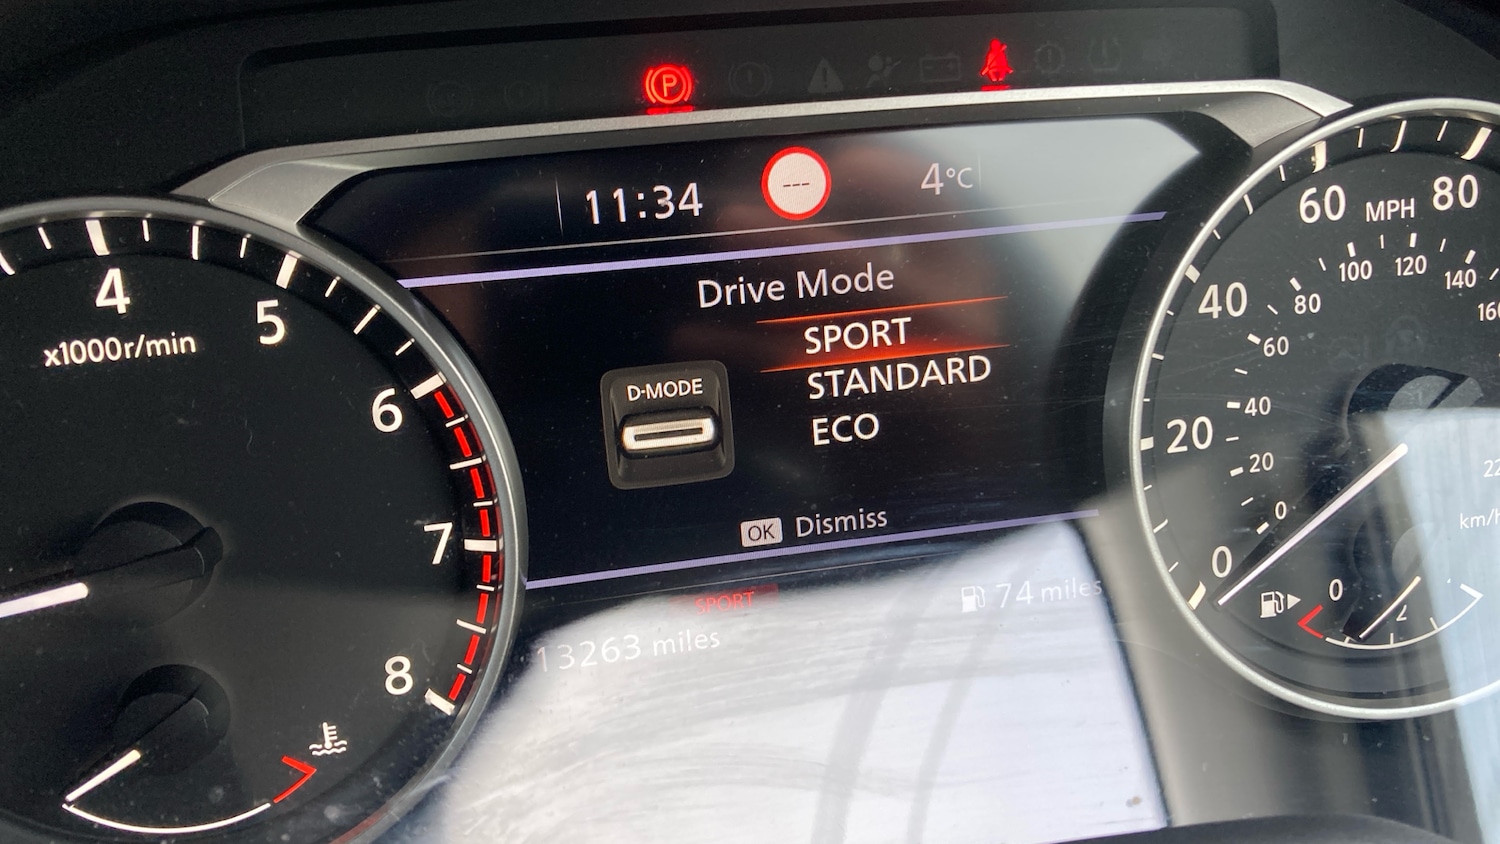 P
11:34
---
4°C
Drive Mode
SPORT
STANDARD
ECO
D-MODE
OK Dismiss
SPORT
74 miles
13263 miles
4
5
x1000r/min
6
7
8
60 MPH 80
40
20
0
100 120 140
80
60
40
20
0
km/h
0